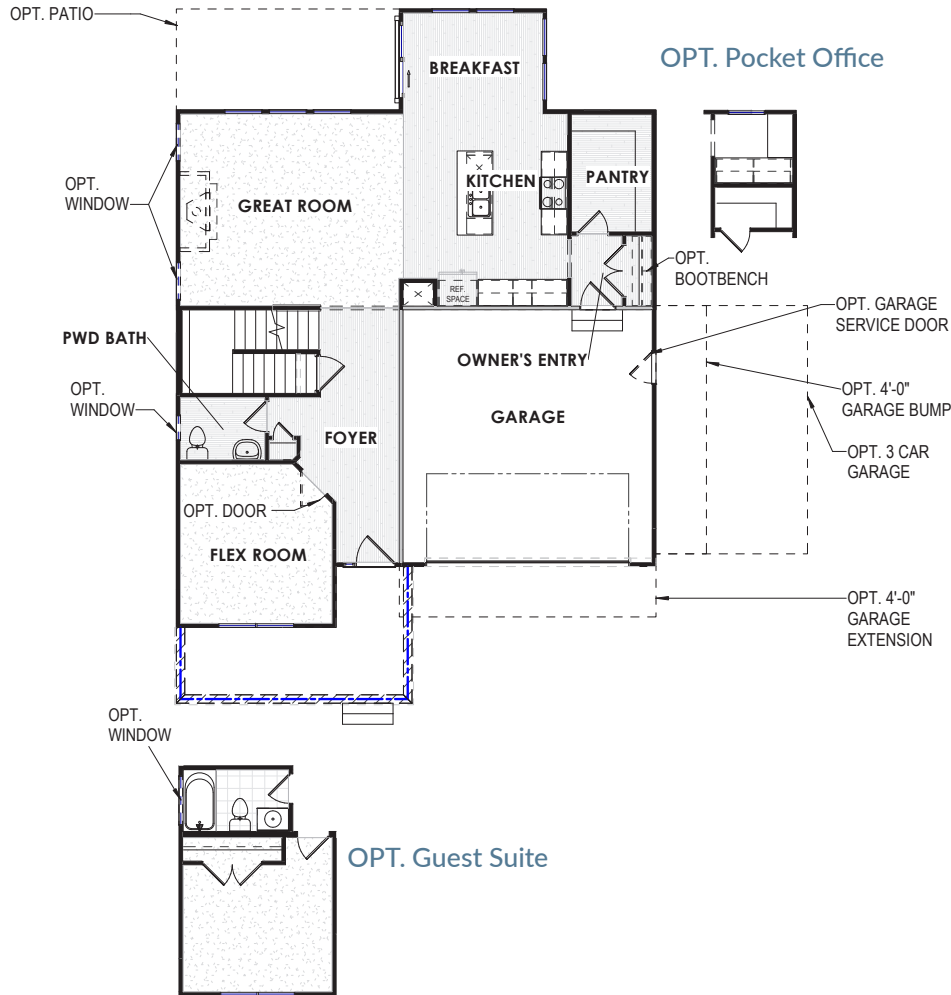 OPT. PATIO
BREAKFAST
OPT. Pocket Office
OPT.
WINDOW
GREAT ROOM
KITCHEN
PANTRY
REF.
SPACE
OPT.
BOOTBENCH
OPT. GARAGE
SERVICE DOOR
PWD BATH
OWNER'S ENTRY
OPT.
WINDOW
OPT. 4'-0"
GARAGE BUMP
GARAGE
FOYER
OPT. 3 CAR
GARAGE
OPT. DOOR
FLEX ROOM
OPT. 4'-0"
GARAGE
EXTENSION
OPT.
WINDOW
OPT. Guest Suite